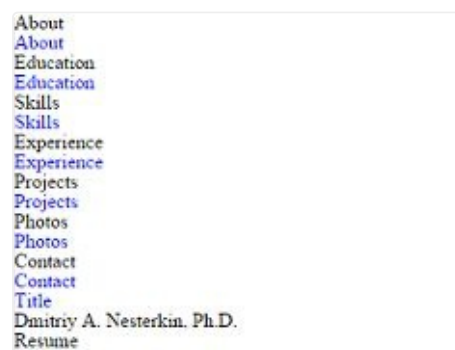 About
About
Education
Education
Skills
Skills
Experience
Experience
Projects
Projects
Photos
Photos
Contact
Contact
Title
Dmitriy A. Nesterkin, Ph.D.
Resume